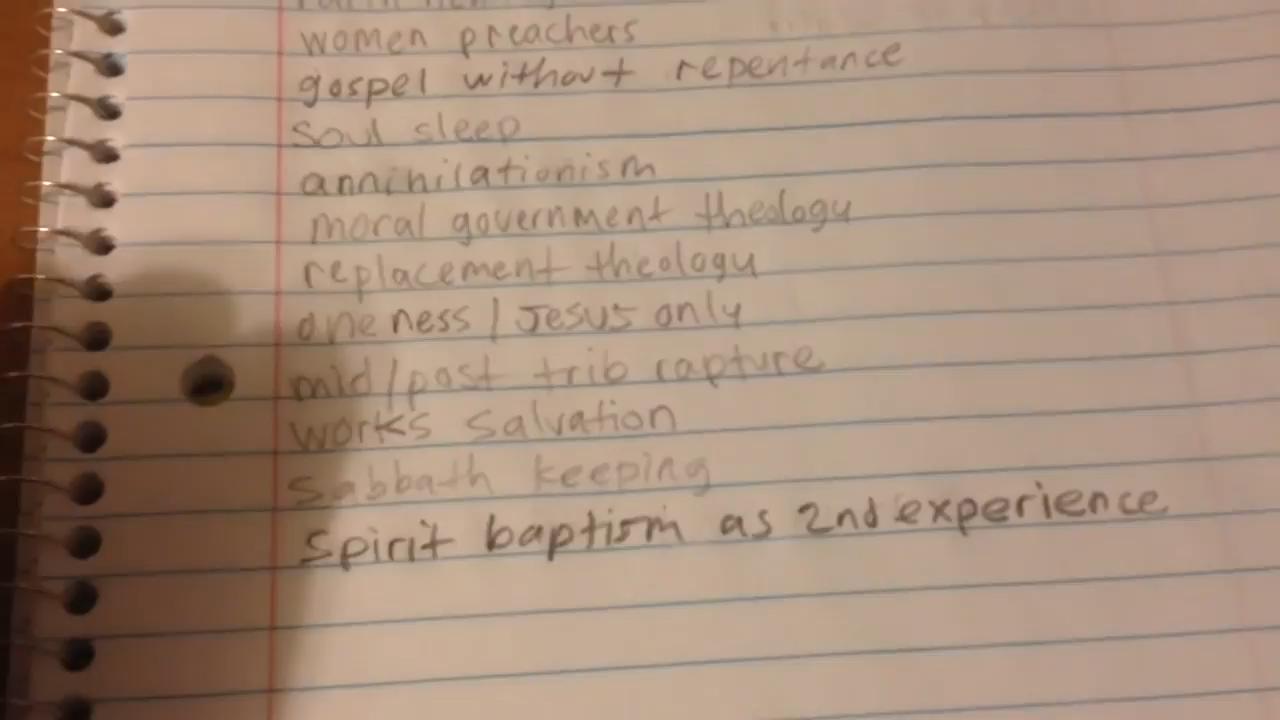 women preachers
gospel without repentance
soul sleep
annihilationism
moral government theology
replacement theology
oneness / Jesus only
mid/post trib rapture
works salvation
sabbath keeping
spirit baptism as 2nd experience